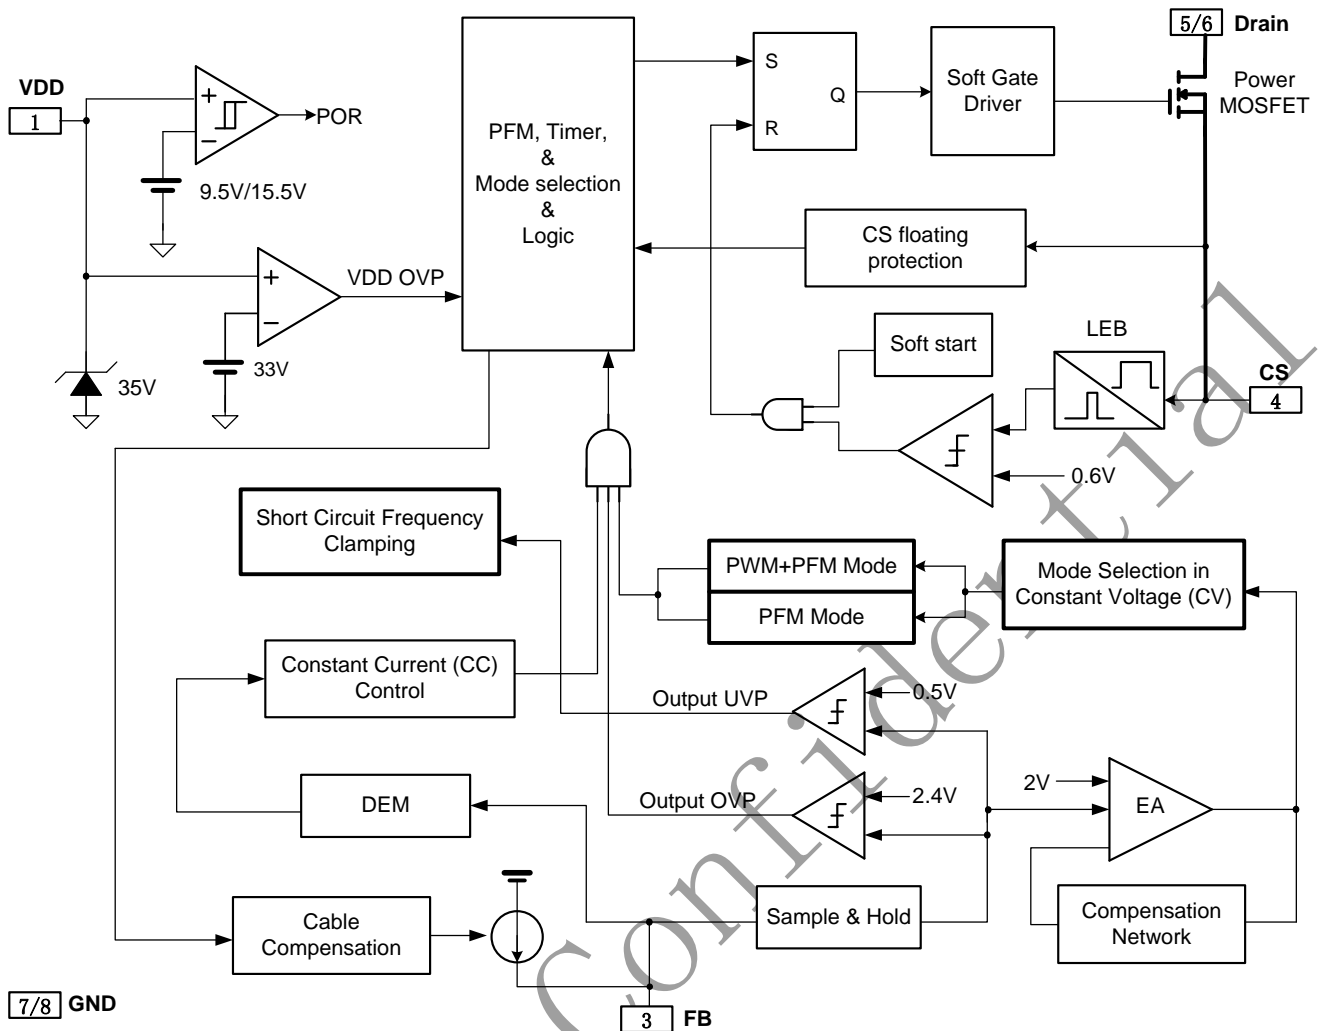 5/6 Drain
VDD
1
+
−
POR
9.5V/15.5V
PFM, Timer,
&
Mode selection
&
Logic
S
Q
R
Soft Gate
Driver
Power
MOSFET
CS floating
protection
+
−
VDD OVP
33V
35V
Soft start
LEB
CS
4
0.6V
Short Circuit Frequency
Clamping
PWM+PFM Mode
PFM Mode
Mode Selection in
Constant Voltage (CV)
Constant Current (CC)
Control
Output UVP
0.5V
DEM
Output OVP
2.4V
2V
EA
Cable
Compensation
Sample & Hold
Compensation
Network
7/8 GND
3 FB
Confidential